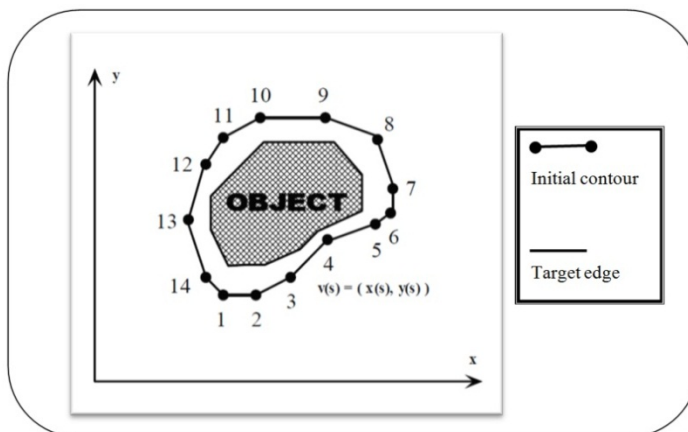 y
10 9
11 8
12
OBJECT 7
13
6
5
4
14 3 v(s) = ( x(s), y(s) )
1 2
x
Initial contour
Target edge